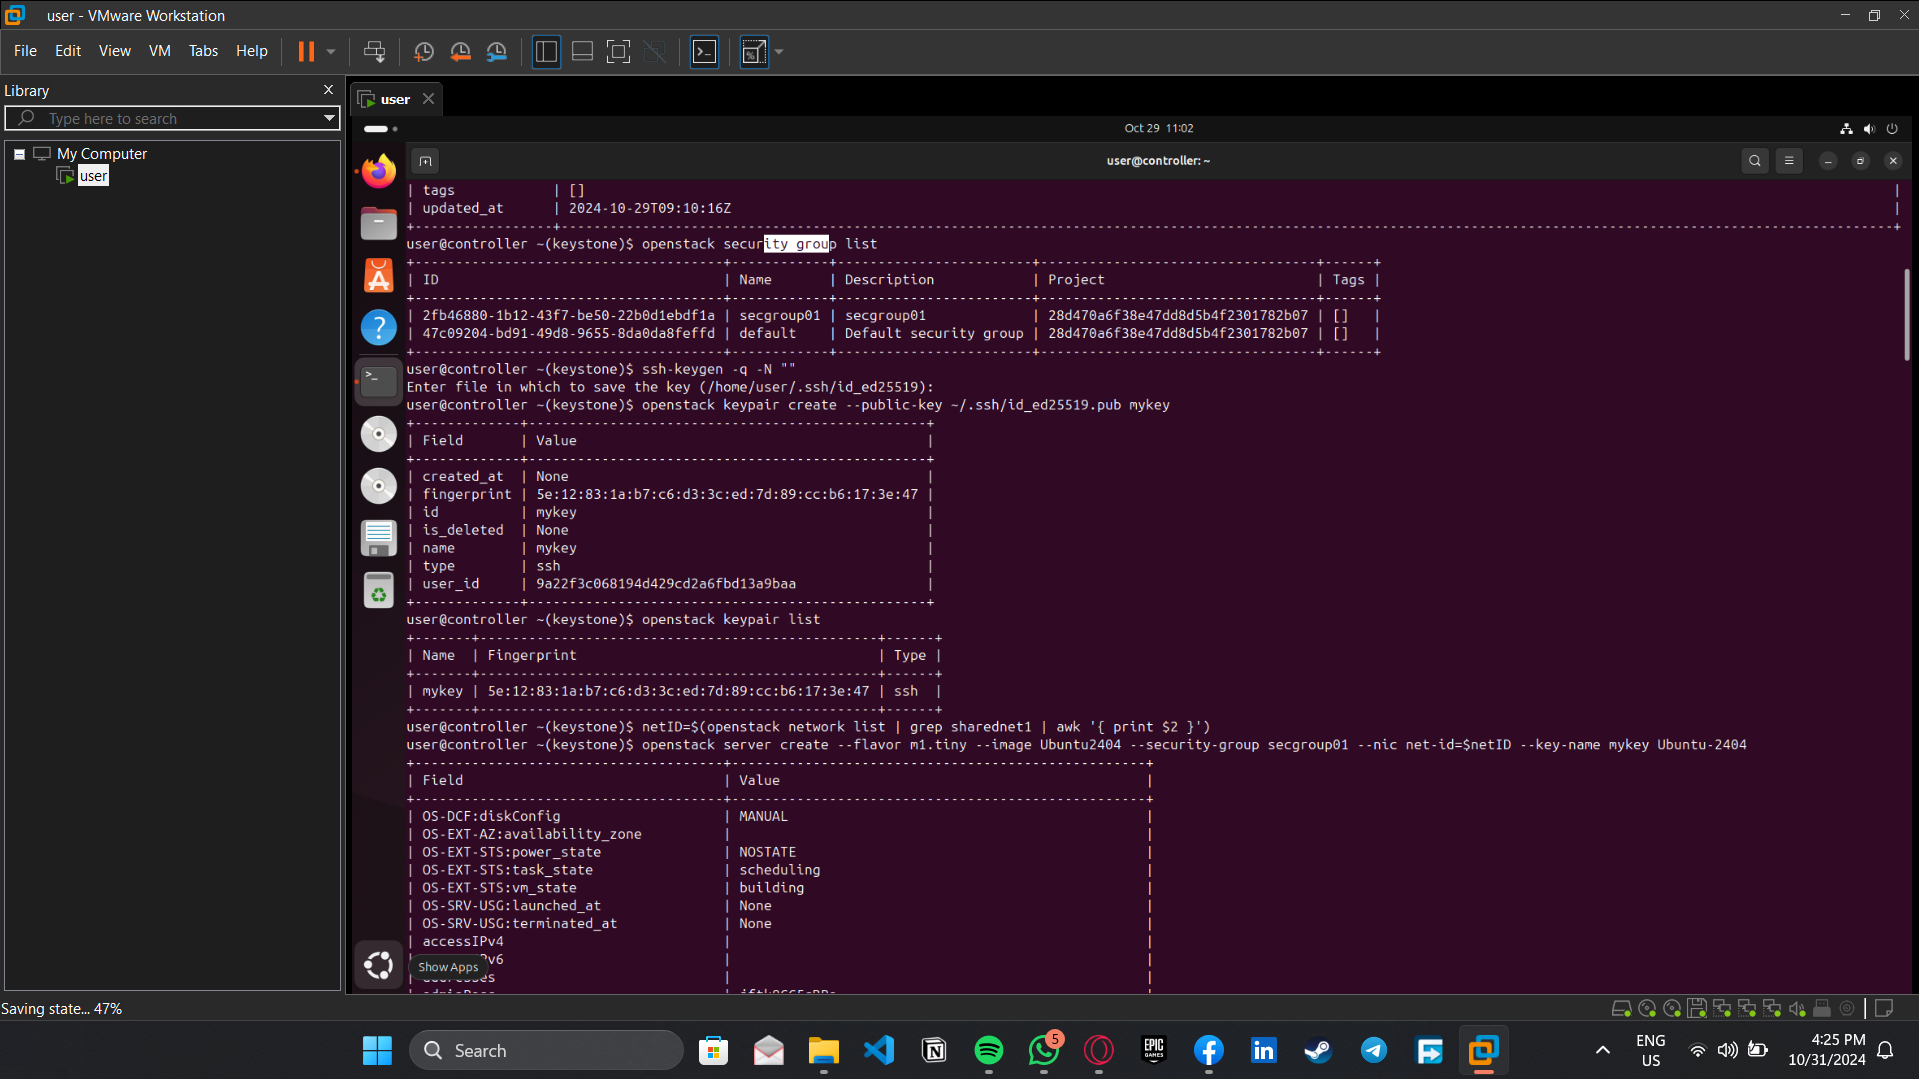 user - VMware Workstation
File Edit View VM Tabs Help
Library
Type here to search
My Computer
user
user
Oct 29 11:02
user@controller: ~
| tags | [] |
| updated_at | 2024-10-29T09:10:16Z |
user@controller ~(keystone)$ openstack security group list
| ID | Name | Description | Project | Tags |
| 2fb46880-1b12-43f7-be50-22b0d1ebdf1a | secgroup01 | secgroup01 | 28d470a6f38e47dd8d5b4f2301782b07 | [] |
| 47c09204-bd91-49d8-9655-8da0da8feffd | default | Default security group | 28d470a6f38e47dd8d5b4f2301782b07 | [] |
user@controller ~(keystone)$ ssh-keygen -q -N ""
Enter file in which to save the key (/home/user/.ssh/id_ed25519):
user@controller ~(keystone)$ openstack keypair create --public-key ~/.ssh/id_ed25519.pub mykey
| Field | Value |
| created_at | None |
| fingerprint | 5e:12:83:1a:b7:c6:d3:3c:ed:7d:89:cc:b6:17:3e:47 |
| id | mykey |
| is_deleted | None |
| name | mykey |
| type | ssh |
| user_id | 9a22f3c068194d429cd2a6fbd13a9baa |
user@controller ~(keystone)$ openstack keypair list
| Name | Fingerprint | Type |
| mykey | 5e:12:83:1a:b7:c6:d3:3c:ed:7d:89:cc:b6:17:3e:47 | ssh |
user@controller ~(keystone)$ netID=$(openstack network list | grep sharednet1 | awk '{ print $2 }')
user@controller ~(keystone)$ openstack server create --flavor m1.tiny --image Ubuntu2404 --security-group secgroup01 --nic net-id=$netID --key-name mykey Ubuntu-2404
| Field | Value |
| OS-DCF:diskConfig | MANUAL |
| OS-EXT-AZ:availability_zone | |
| OS-EXT-STS:power_state | NOSTATE |
| OS-EXT-STS:task_state | scheduling |
| OS-EXT-STS:vm_state | building |
| OS-SRV-USG:launched_at | None |
| OS-SRV-USG:terminated_at | None |
| accessIPv4 | |
Pv6 | |
Show Apps
Saving state... 47%
Search
5
EPIC GAMES
ENG
US
4:25 PM
10/31/2024